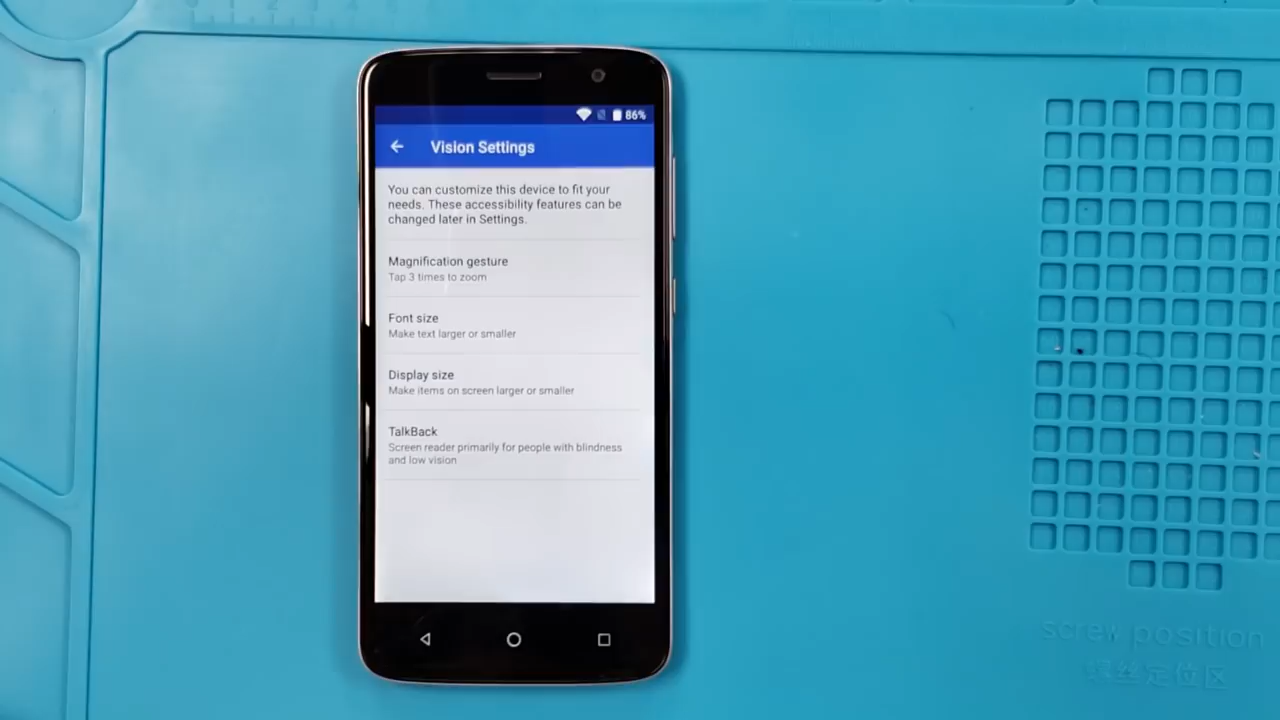 86%
Vision Settings
You can customize this device to fit your
needs. These accessibility features can be
changed later in Settings.
Magnification gesture
Tap 3 times to zoom
Font size
Make text larger or smaller
Display size
Make items on screen larger or smaller
TalkBack
Screen reader primarily for people with blindness
and low vision
screw position
螺丝定位区